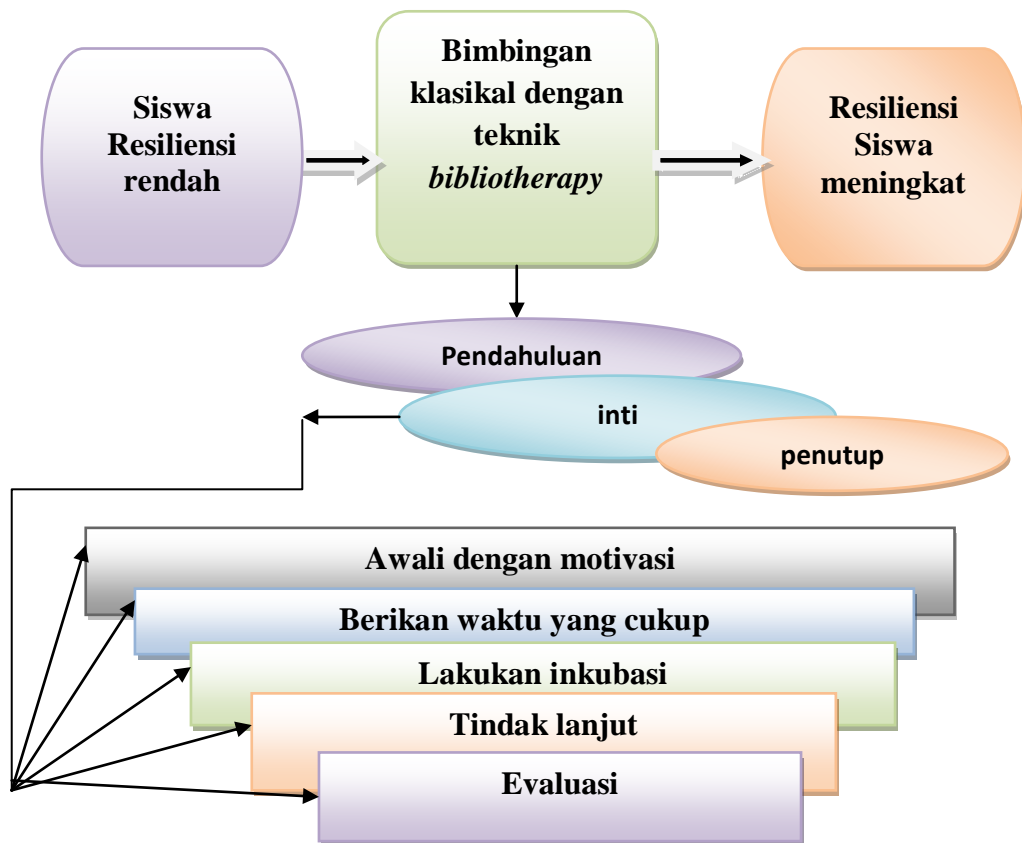 Siswa
Resiliensi
rendah
Bimbingan
klasikal dengan
teknik
bibliotherapy
Resiliensi
Siswa
meningkat
Pendahuluan
inti
penutup
Awali dengan motivasi
Berikan waktu yang cukup
Lakukan inkubasi
Tindak lanjut
Evaluasi